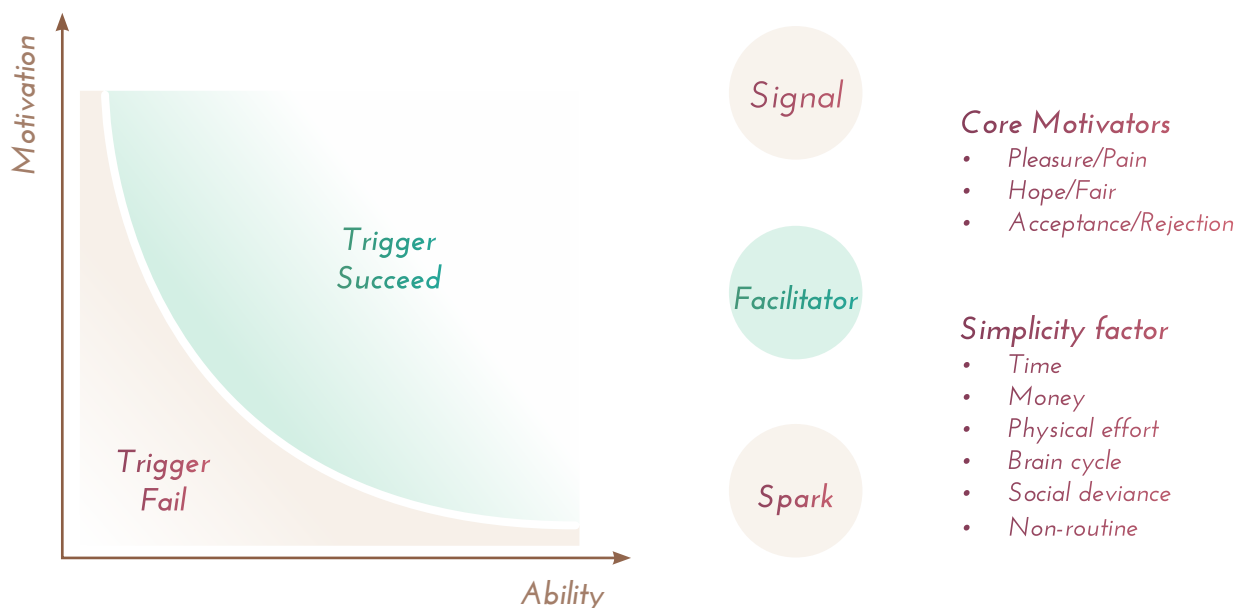 Motivation
Trigger
Succeed
Trigger
Fail
Ability
Signal
Facilitator
Spark
Core Motivators
• Pleasure/Pain
• Hope/Fair
• Acceptance/Rejection
Simplicity factor
• Time
• Money
• Physical effort
• Brain cycle
• Social deviance
• Non-routine